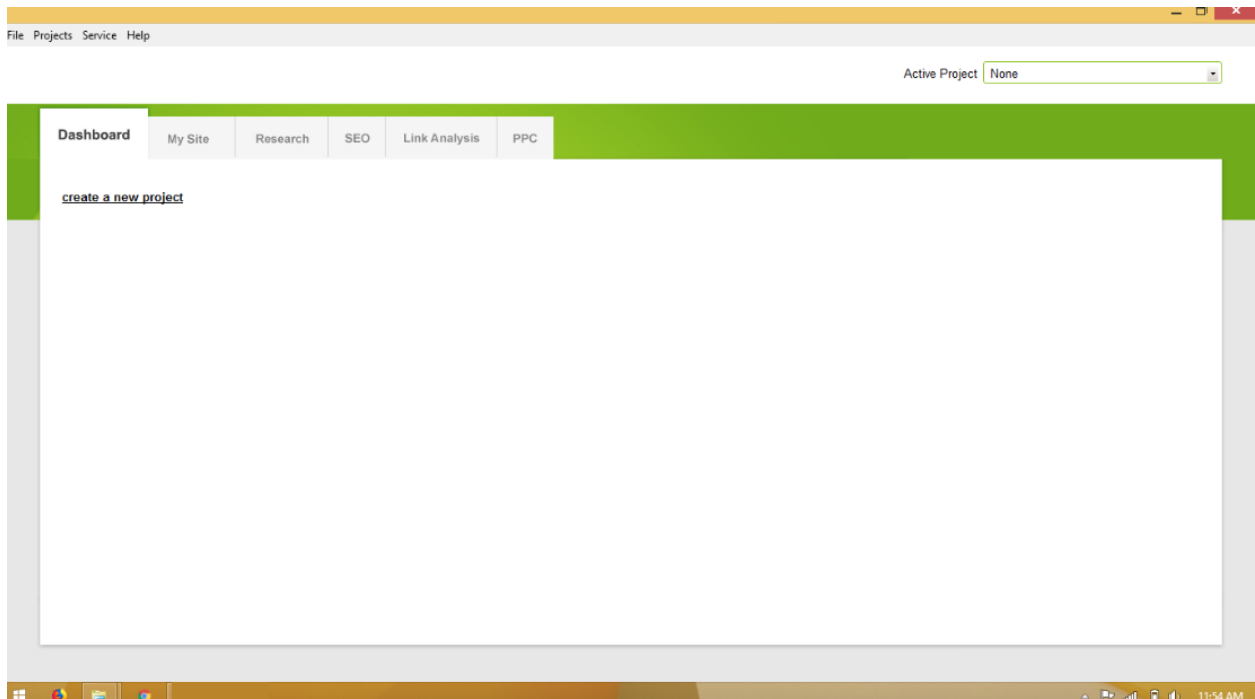 File Projects Service Help
Active Project None
Dashboard My Site Research SEO Link Analysis PPC
create a new project
11:54 AM